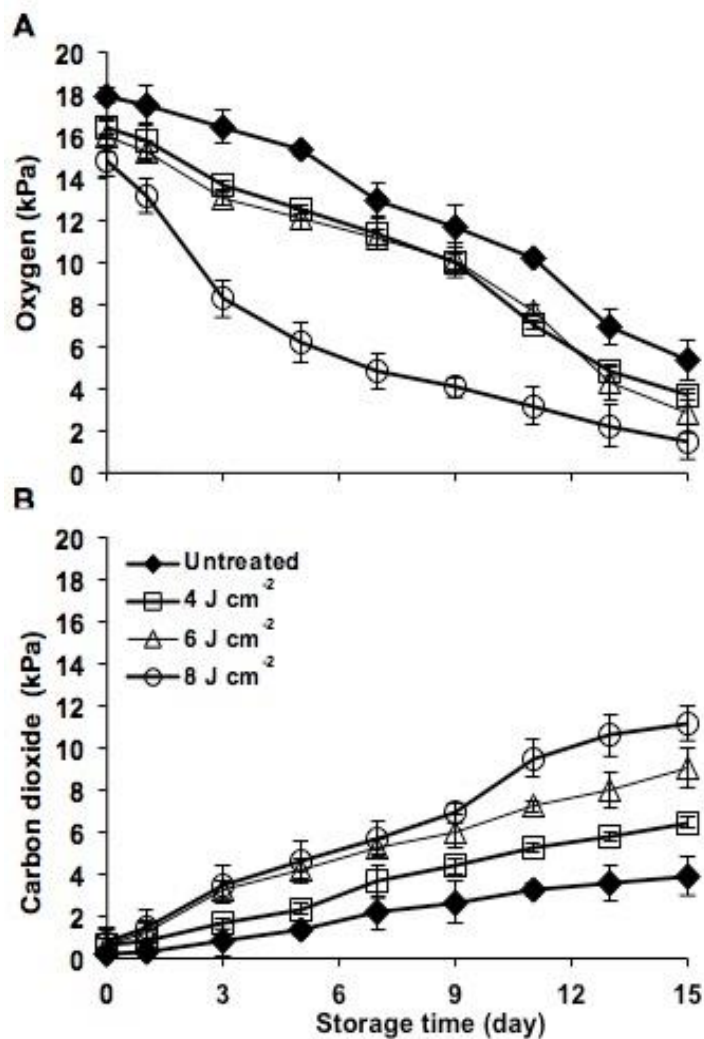 A
20
18
16
14
12
10
8
6
4
2
0
Oxygen (kPa)
B
20
18
16
14
12
10
8
6
4
2
0
Carbon dioxide (kPa)
Untreated
4 J cm⁻²
6 J cm⁻²
8 J cm⁻²
0 3 6 9 12 15
Storage time (day)